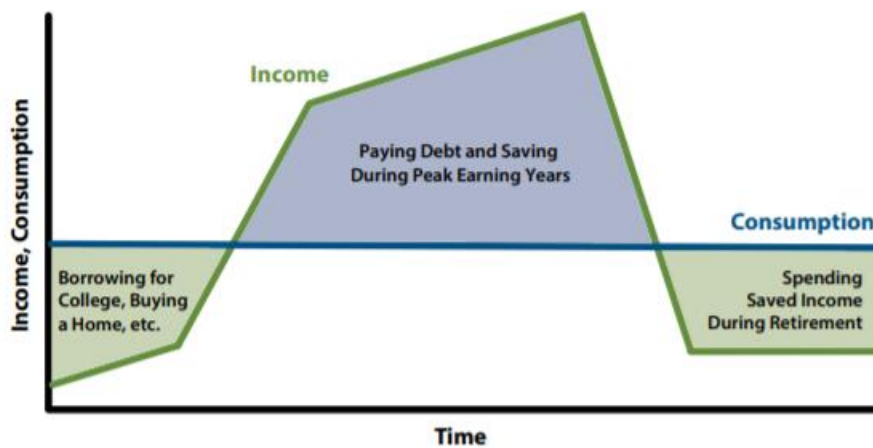 Income
Paying Debt and Saving
During Peak Earning Years
Consumption
Income, Consumption
Borrowing for
College, Buying
a Home, etc.
Spending
Saved Income
During Retirement
Time